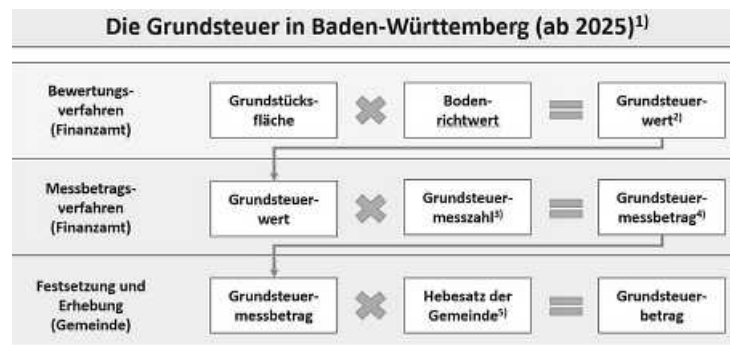 Die Grundsteuer in Baden-Württemberg (ab 2025)¹⁾
Bewertungs-
verfahren
(Finanzamt)
Grundstücks-
fläche
Boden-
richtwert
Grundsteuer-
wert²⁾
Messbetrags-
verfahren
(Finanzamt)
Grundsteuer-
wert
Grundsteuer-
messzahl³⁾
Grundsteuer-
messbetrag⁴⁾
Festsetzung und
Erhebung
(Gemeinde)
Grundsteuer-
messbetrag
Hebesatz der
Gemeinde⁵⁾
Grundsteuer-
betrag